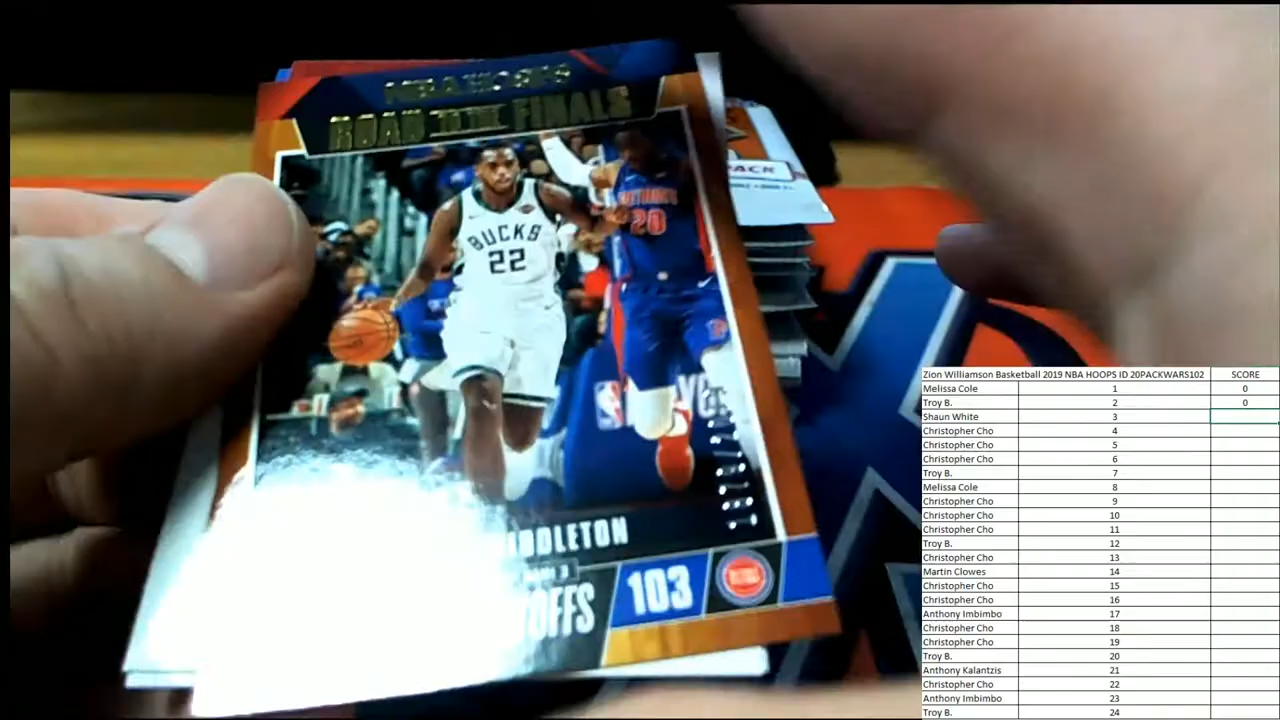 NBA HOOPS
ROAD TO THE FINALS
PACK
BUCKS
22
20
DDLETON
OFFS
103
Zion Williamson Basketball 2019 NBA HOOPS ID 20PACKWARS102 SCORE
Melissa Cole 1 0
Troy B. 2 0
Shaun White 3
Christopher Cho 4
Christopher Cho 5
Christopher Cho 6
Troy B. 7
Melissa Cole 8
Christopher Cho 9
Christopher Cho 10
Christopher Cho 11
Troy B. 12
Christopher Cho 13
Martin Clowes 14
Christopher Cho 15
Christopher Cho 16
Anthony Imbimbo 17
Christopher Cho 18
Christopher Cho 19
Troy B. 20
Anthony Kalantzis 21
Christopher Cho 22
Anthony Imbimbo 23
Troy B. 24